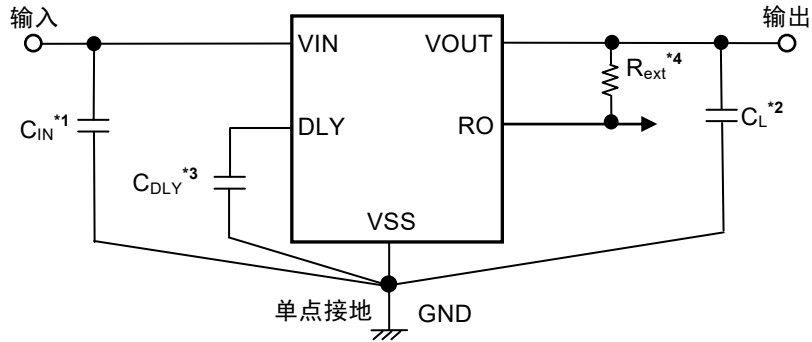 输入
输出
VIN
VOUT
Rext*4
CIN*1
DLY
RO
CL*2
CDLY*3
VSS
单点接地
GND